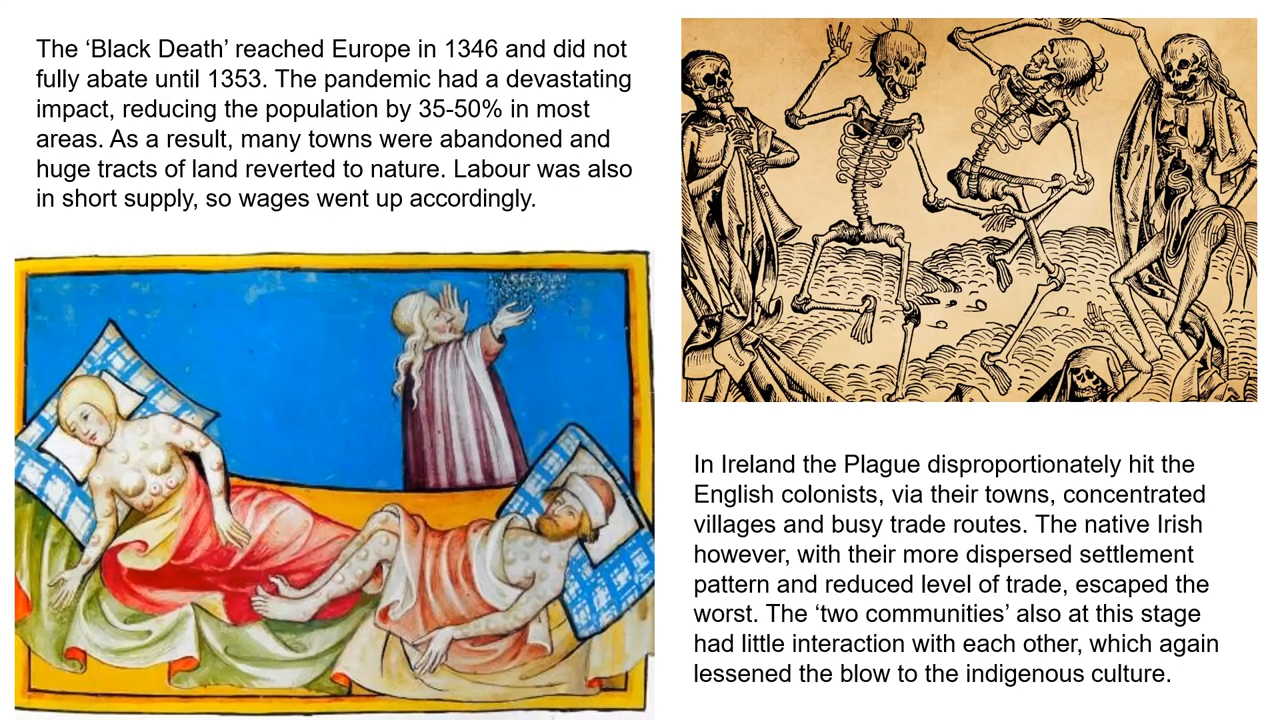 The ‘Black Death’ reached Europe in 1346 and did not
fully abate until 1353. The pandemic had a devastating
impact, reducing the population by 35-50% in most
areas. As a result, many towns were abandoned and
huge tracts of land reverted to nature. Labour was also
in short supply, so wages went up accordingly.
In Ireland the Plague disproportionately hit the
English colonists, via their towns, concentrated
villages and busy trade routes. The native Irish
however, with their more dispersed settlement
pattern and reduced level of trade, escaped the
worst. The ‘two communities’ also at this stage
had little interaction with each other, which again
lessened the blow to the indigenous culture.